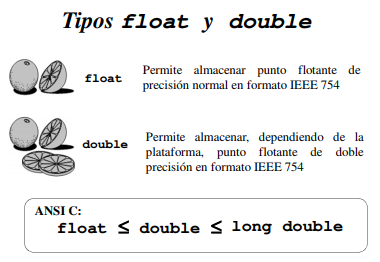 Tipos float y double
float
Permite almacenar punto flotante de
precisión normal en formato IEEE 754
double
Permite almacenar, dependiendo de la
plataforma, punto flotante de doble
precisión en formato IEEE 754
ANSI C:
float ≤ double ≤ long double